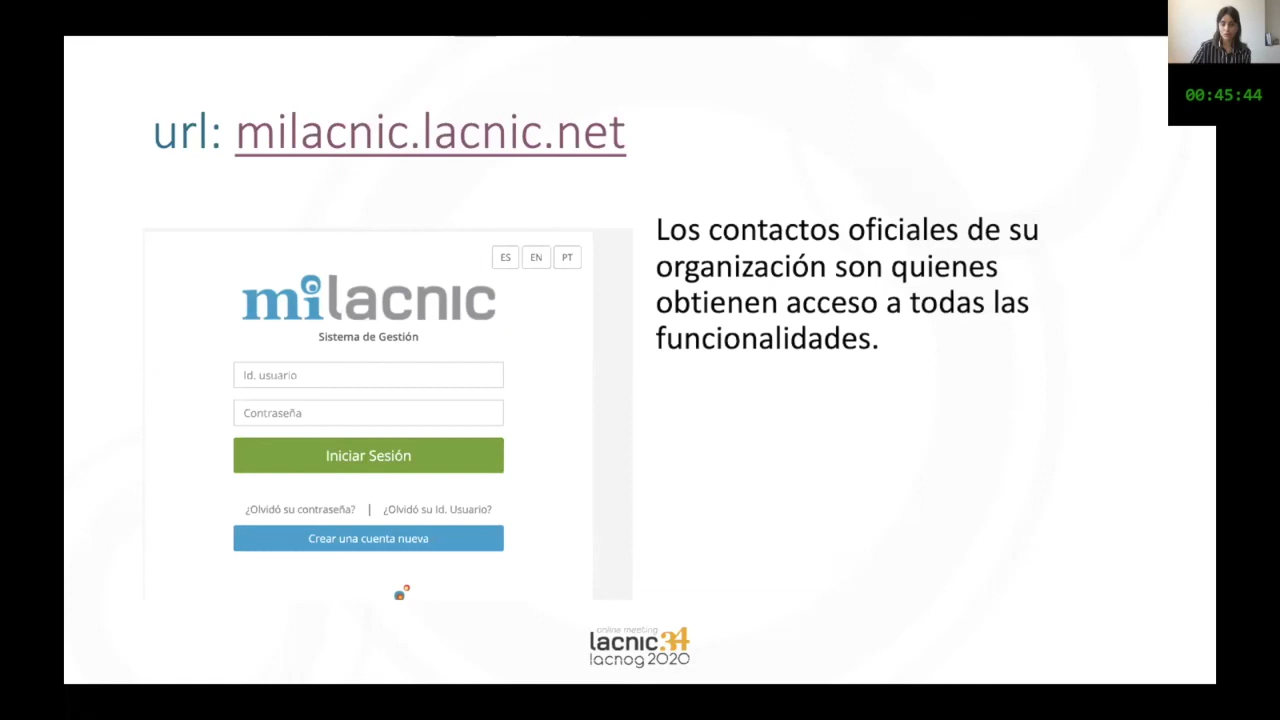 00:45:44
url: milacnic.lacnic.net
Los contactos oficiales de su
organización son quienes
obtienen acceso a todas las
funcionalidades.
ES EN PT
milacnic
Sistema de Gestión
Id. usuario
Contraseña
Iniciar Sesión
¿Olvidó su contraseña? | ¿Olvidó su Id. Usuario?
Crear una cuenta nueva
online meeting
lacnic34
lacnog2020